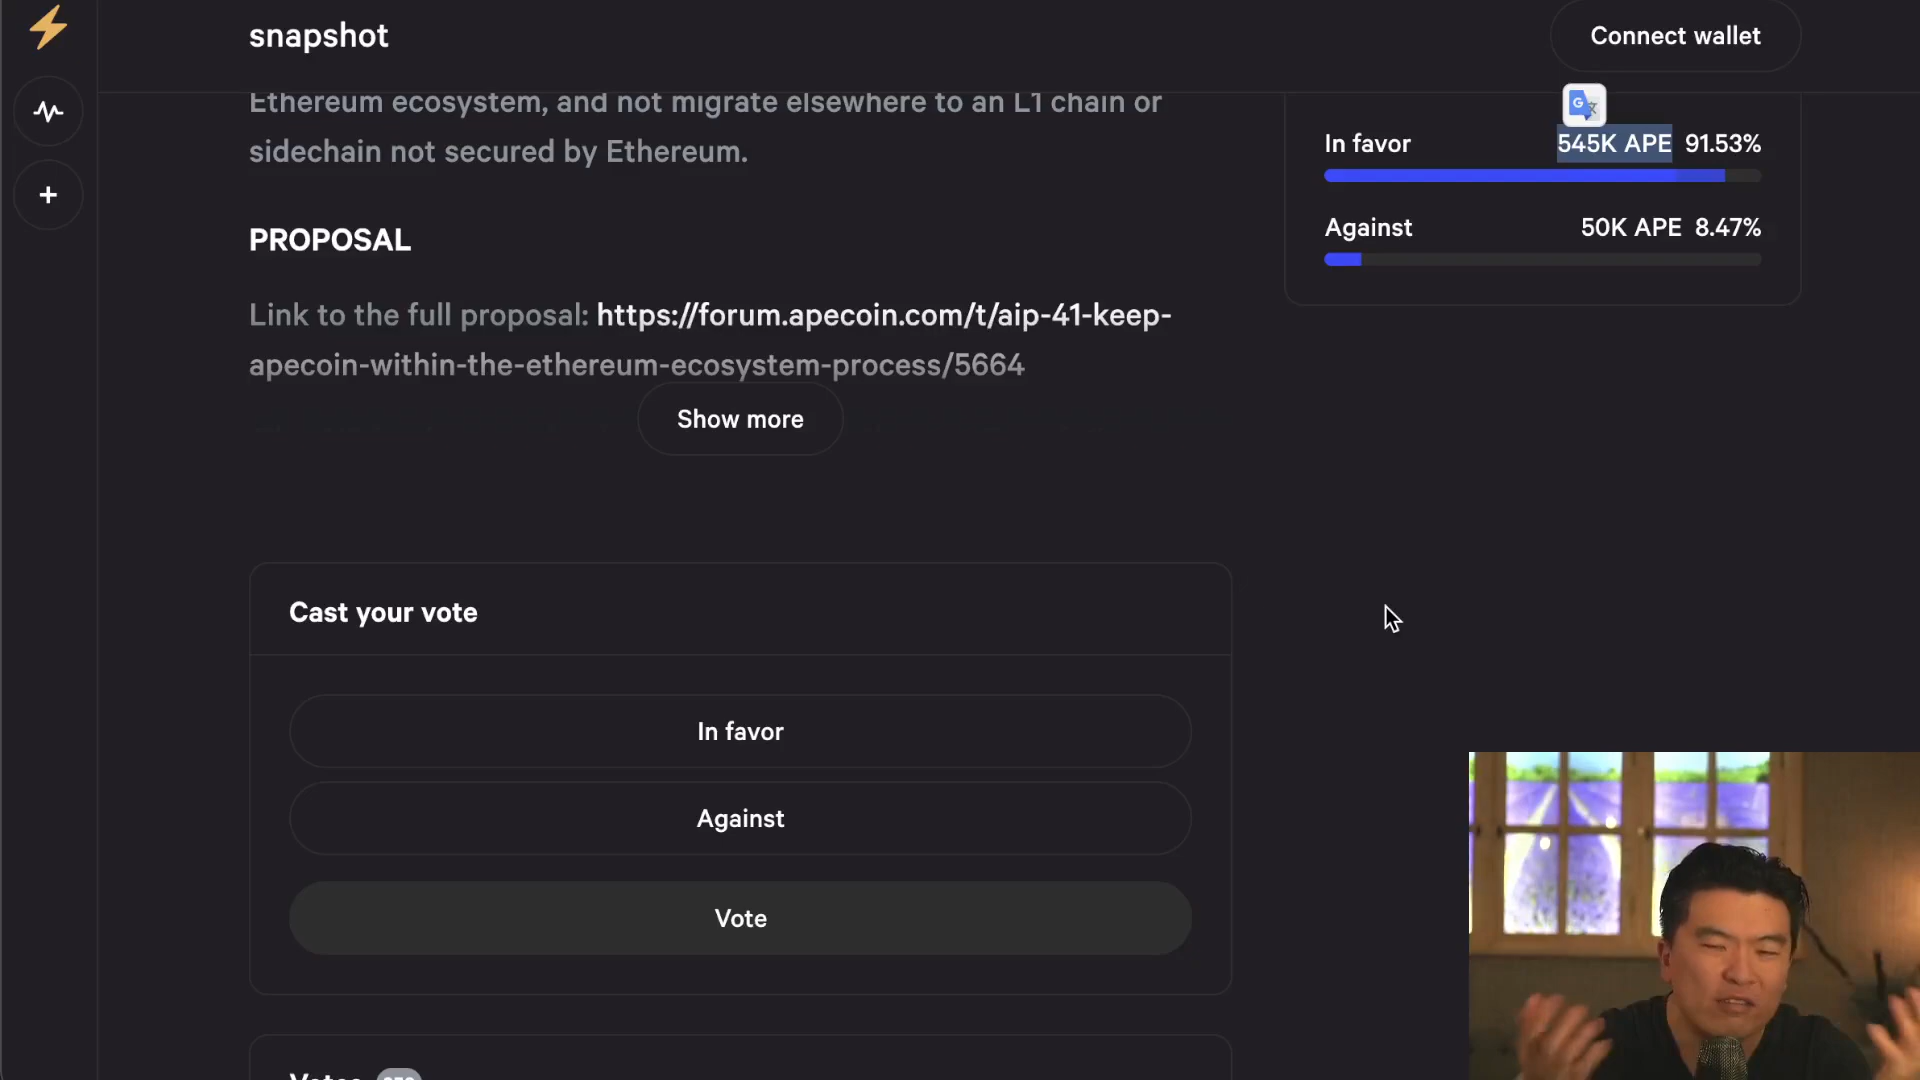 snapshot
Connect wallet
Ethereum ecosystem, and not migrate elsewhere to an L1 chain or
sidechain not secured by Ethereum.
In favor 545K APE 91.53%
Against 50K APE 8.47%
PROPOSAL
Link to the full proposal: https://forum.apecoin.com/t/aip-41-keep-
apecoin-within-the-ethereum-ecosystem-process/5664
Show more
Cast your vote
In favor
Against
Vote
Votes